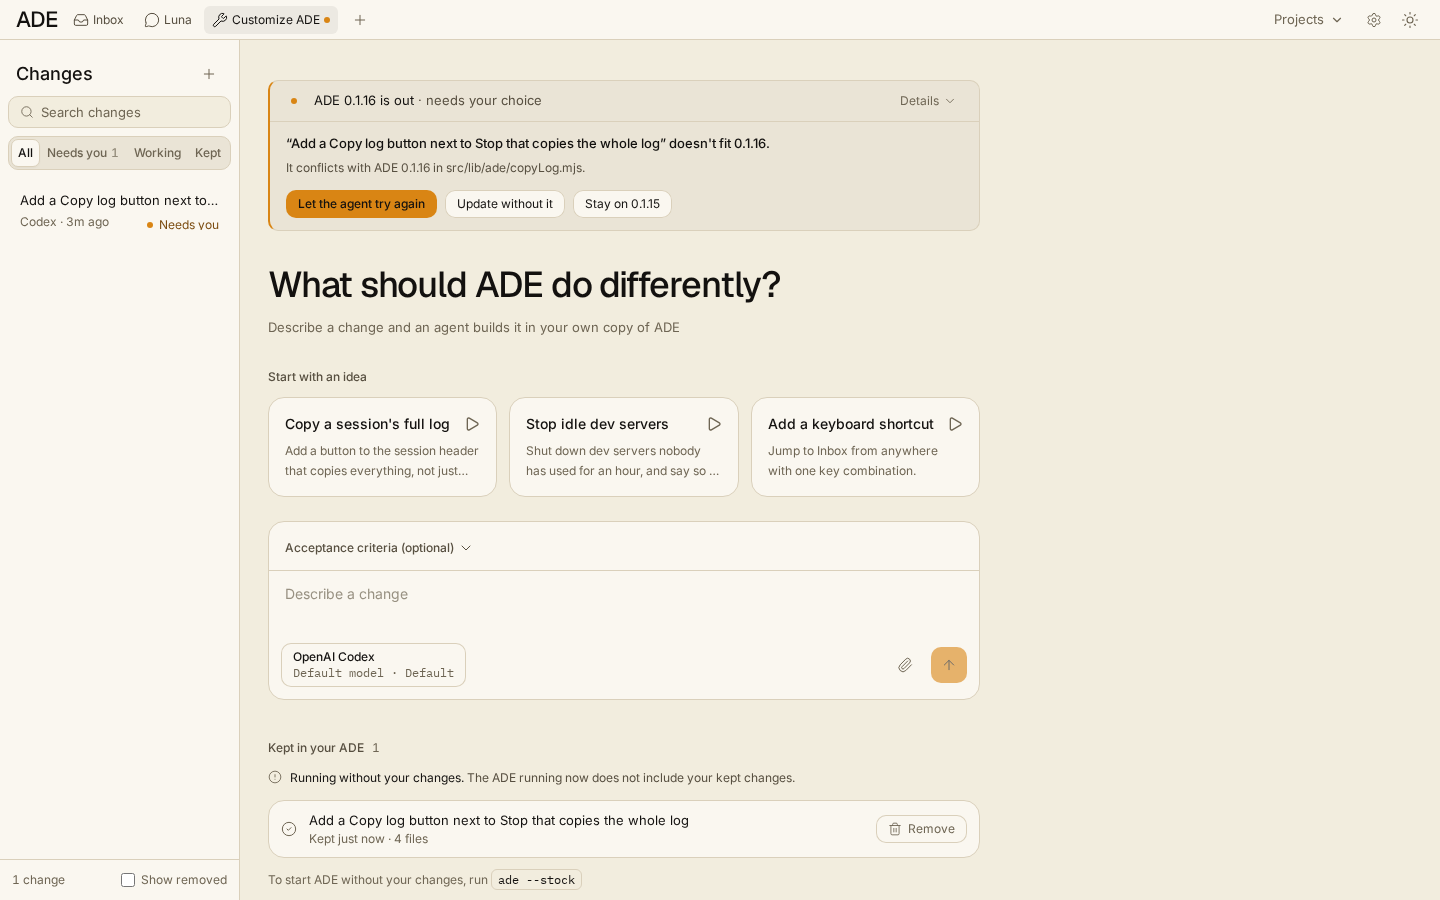 ADE
Inbox
Luna
Customize ADE
Projects
Changes
Search changes
All
Needs you 1
Working
Kept
Add a Copy log button next to...
Codex · 3m ago
Needs you
1 change
Show removed
ADE 0.1.16 is out · needs your choice
Details
“Add a Copy log button next to Stop that copies the whole log” doesn't fit 0.1.16.
It conflicts with ADE 0.1.16 in src/lib/ade/copyLog.mjs.
Let the agent try again
Update without it
Stay on 0.1.15
What should ADE do differently?
Describe a change and an agent builds it in your own copy of ADE
Start with an idea
Copy a session's full log
Add a button to the session header
that copies everything, not just...
Stop idle dev servers
Shut down dev servers nobody
has used for an hour, and say so ...
Add a keyboard shortcut
Jump to Inbox from anywhere
with one key combination.
Acceptance criteria (optional)
Describe a change
OpenAI Codex
Default model · Default
Kept in your ADE 1
Running without your changes. The ADE running now does not include your kept changes.
Add a Copy log button next to Stop that copies the whole log
Kept just now · 4 files
Remove
To start ADE without your changes, run ade --stock